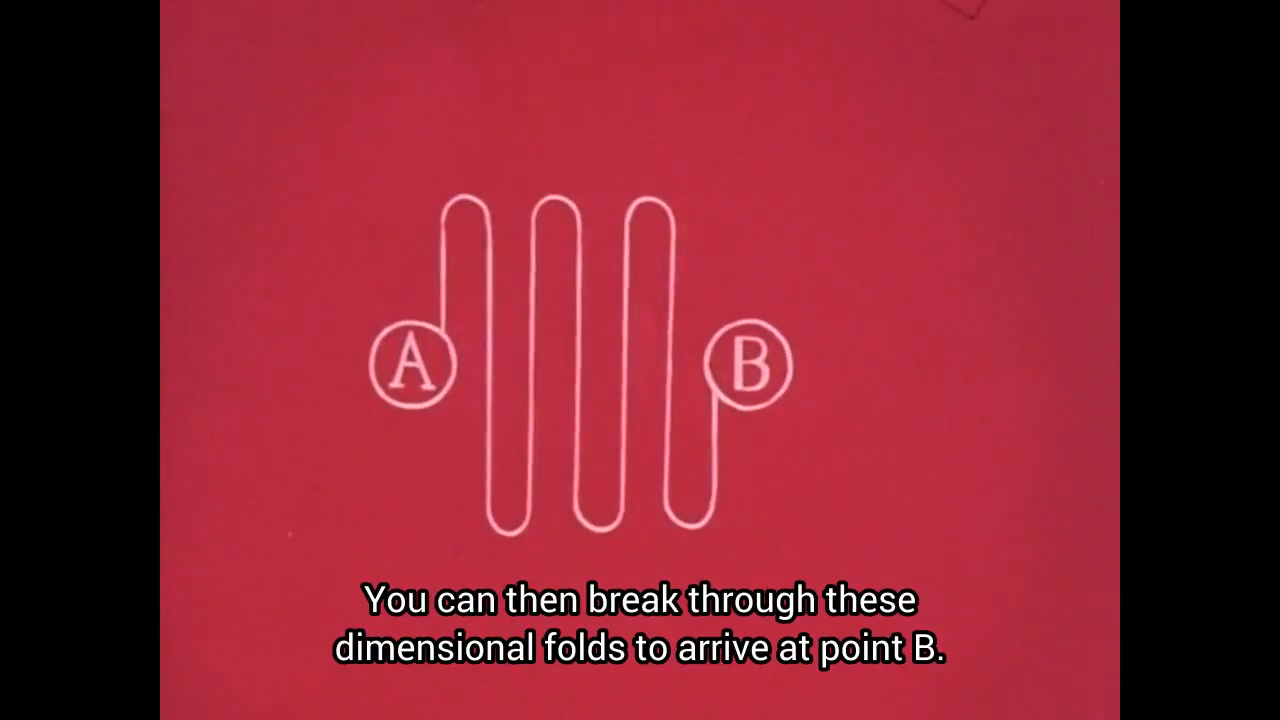 A
B
You can then break through these
dimensional folds to arrive at point B.